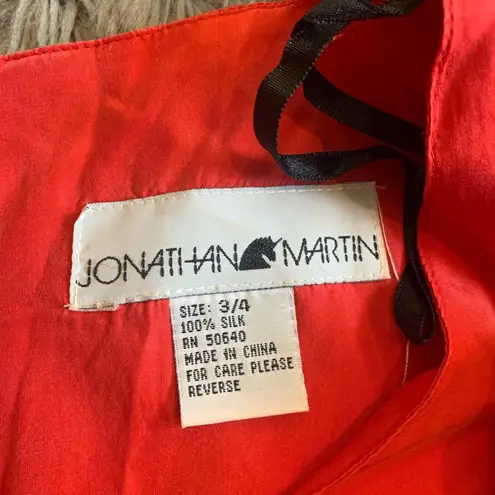 JONATHAN MARTIN
SIZE: 3/4
100% SILK
RN 50640
MADE IN CHINA
FOR CARE PLEASE
REVERSE